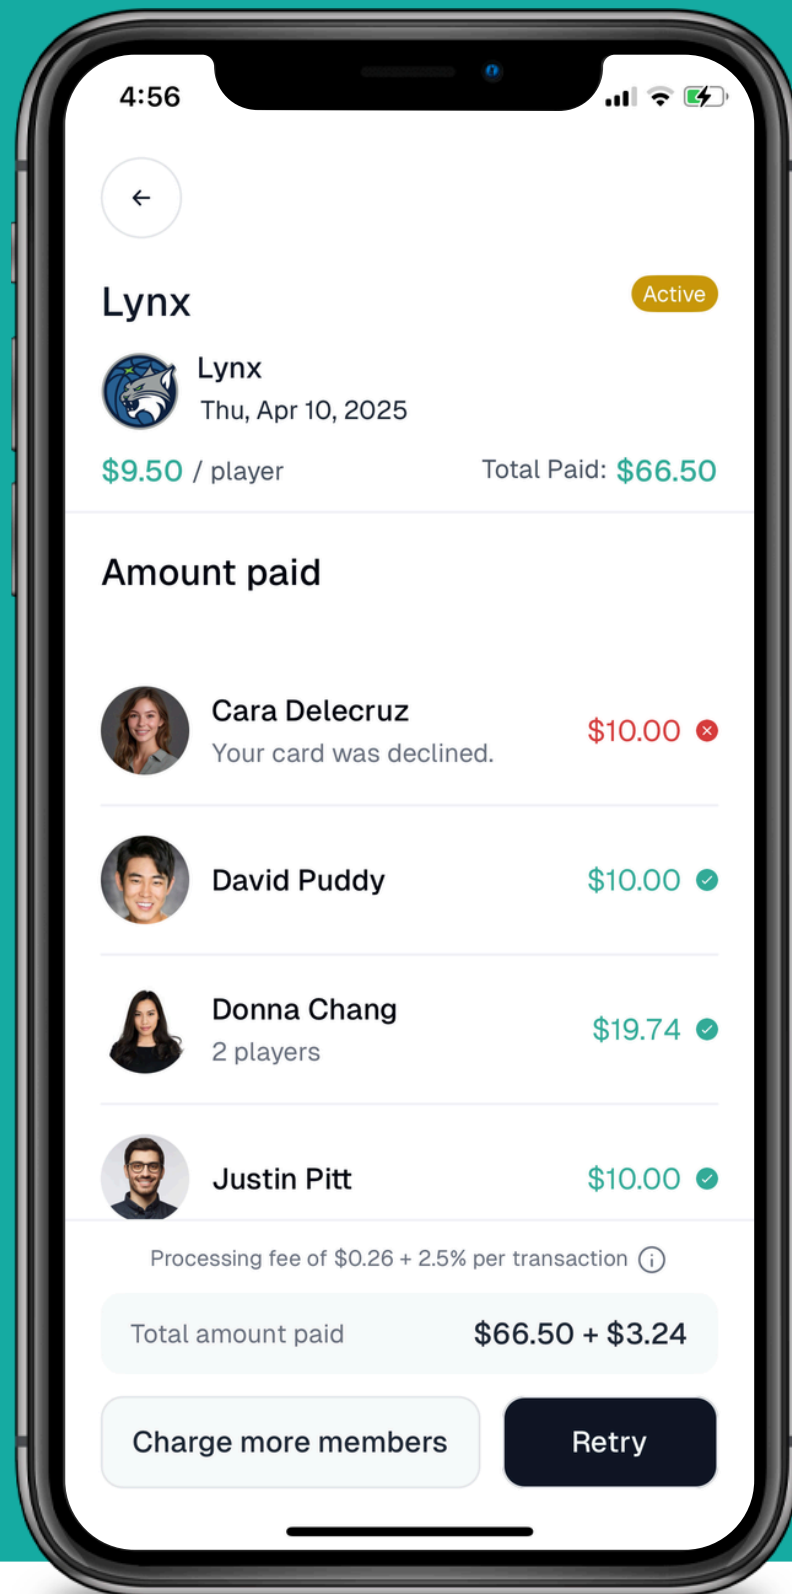 4:56
Lynx
Active
Lynx
Thu, Apr 10, 2025
$9.50 / player
Total Paid: $66.50
Amount paid
Cara Delecruz
Your card was declined.
$10.00
David Puddy
$10.00
Donna Chang
2 players
$19.74
Justin Pitt
$10.00
Processing fee of $0.26 + 2.5% per transaction
Total amount paid
$66.50 + $3.24
Charge more members
Retry